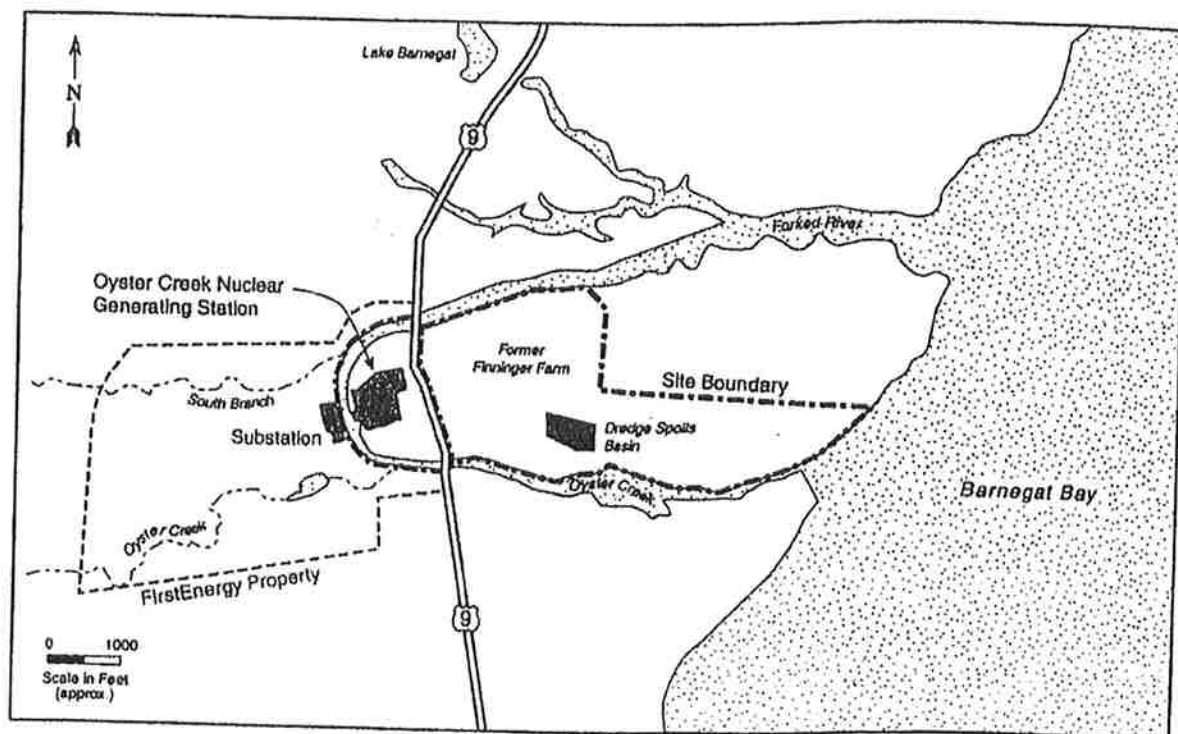 Lake Barnegat
N
9
Forked River
Oyster Creek Nuclear
Generating Station
Former
Finninger Farm
Site Boundary
South Branch
Substation
Dredge Spoils
Basin
Oyster Creek
Barnegat Bay
Oyster Creek
FirstEnergy Property
0 1000
Scale in Feet
(approx.)
9